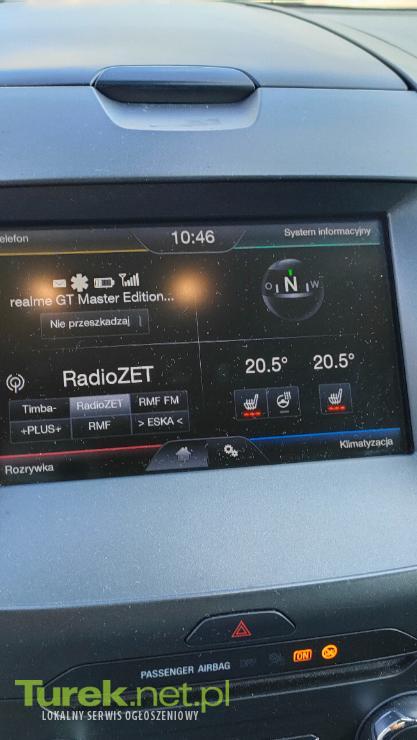 elefon
10:46
System informacyjny
realme GT Master Edition...
Nie przeszkadzaj
O N W
RadioZET
20.5° 20.5°
Timba- RadioZET RMF FM
+PLUS+ RMF > ESKA <
Rozrywka
Klimatyzacja
PASSENGER AIRBAG OFF ON
Turek.net.pl
LOKALNY SERWIS OGŁOSZENIOWY